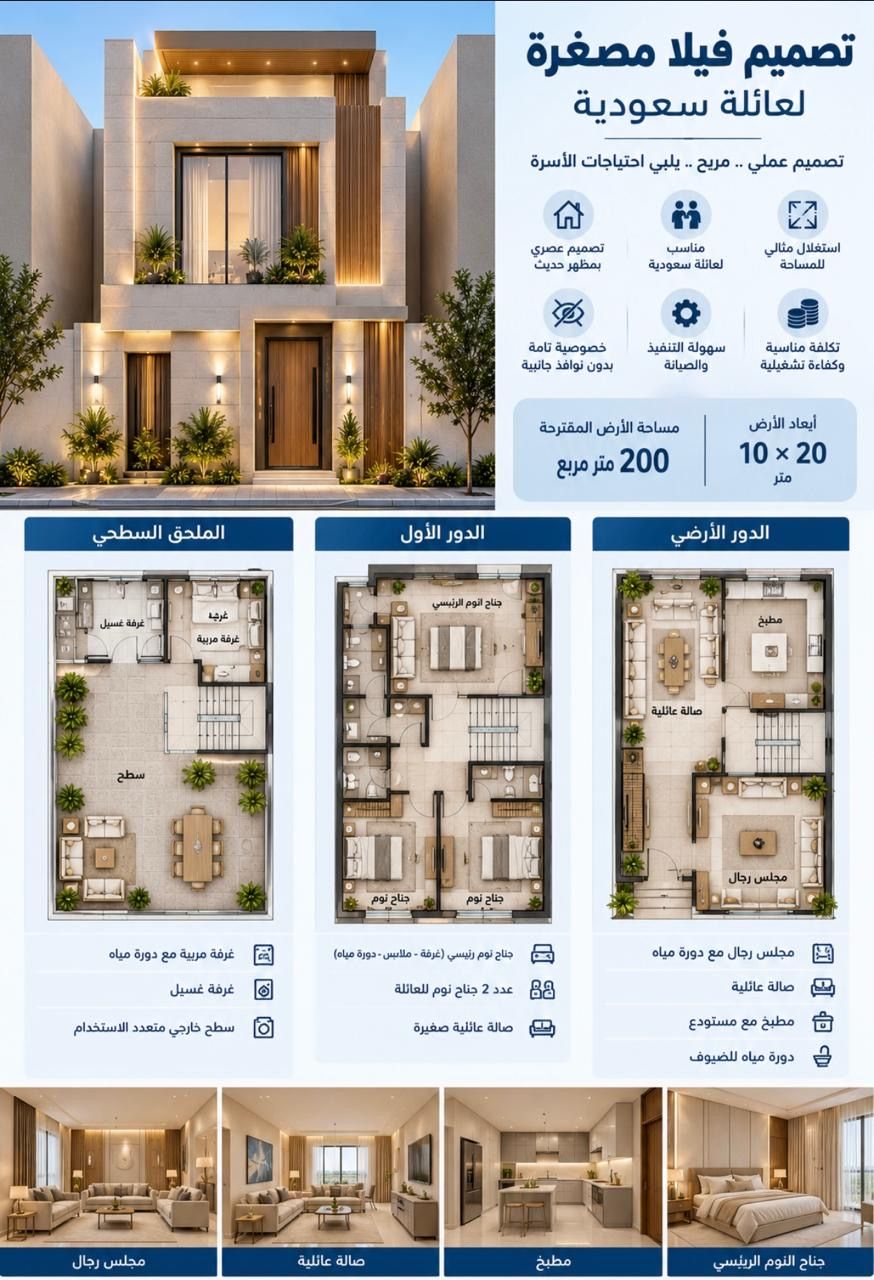 تصميم فيلا مصغرة
لعائلة سعودية
تصميم عملي .. مريح .. يلبي احتياجات الأسرة
استغلال مثالي
للمساحة
مناسب
لعائلة سعودية
تصميم عصري
بمظهر حديث
تكلفة مناسبة
وكفاءة تشغيلية
سهولة التنفيذ
والصيانة
خصوصية تامة
بدون نوافذ جانبية
أبعاد الأرض
10 × 20
متر
مساحة الأرض المقترحة
200 متر مربع
الدور الأرضي
مطبخ
صالة عائلية
مجلس رجال
مجلس رجال مع دورة مياه
صالة عائلية
مطبخ مع مستودع
دورة مياه للضيوف
الدور الأول
جناح النوم الرئيسي
جناح نوم
جناح نوم
جناح نوم رئيسي (غرفة - ملابس - دورة مياه)
عدد 2 جناح نوم للعائلة
صالة عائلية صغيرة
الملحق السطحي
غرفة غسيل
غرفة
غرفة مربية
سطح
غرفة مربية مع دورة مياه
غرفة غسيل
سطح خارجي متعدد الاستخدام
جناح النوم الرئيسي
مطبخ
صالة عائلية
مجلس رجال